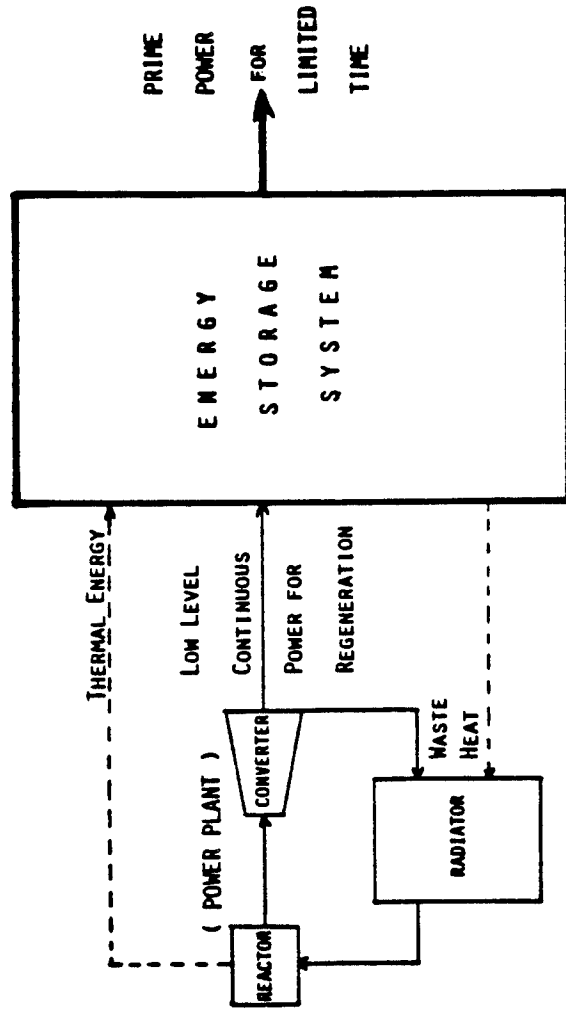 THERMAL ENERGY
( POWER PLANT )
REACTOR
CONVERTER
LOW LEVEL
CONTINUOUS
POWER FOR
REGENERATION
WASTE
HEAT
RADIATOR
ENERGY
STORAGE
SYSTEM
PRIME
POWER
FOR
LIMITED
TIME